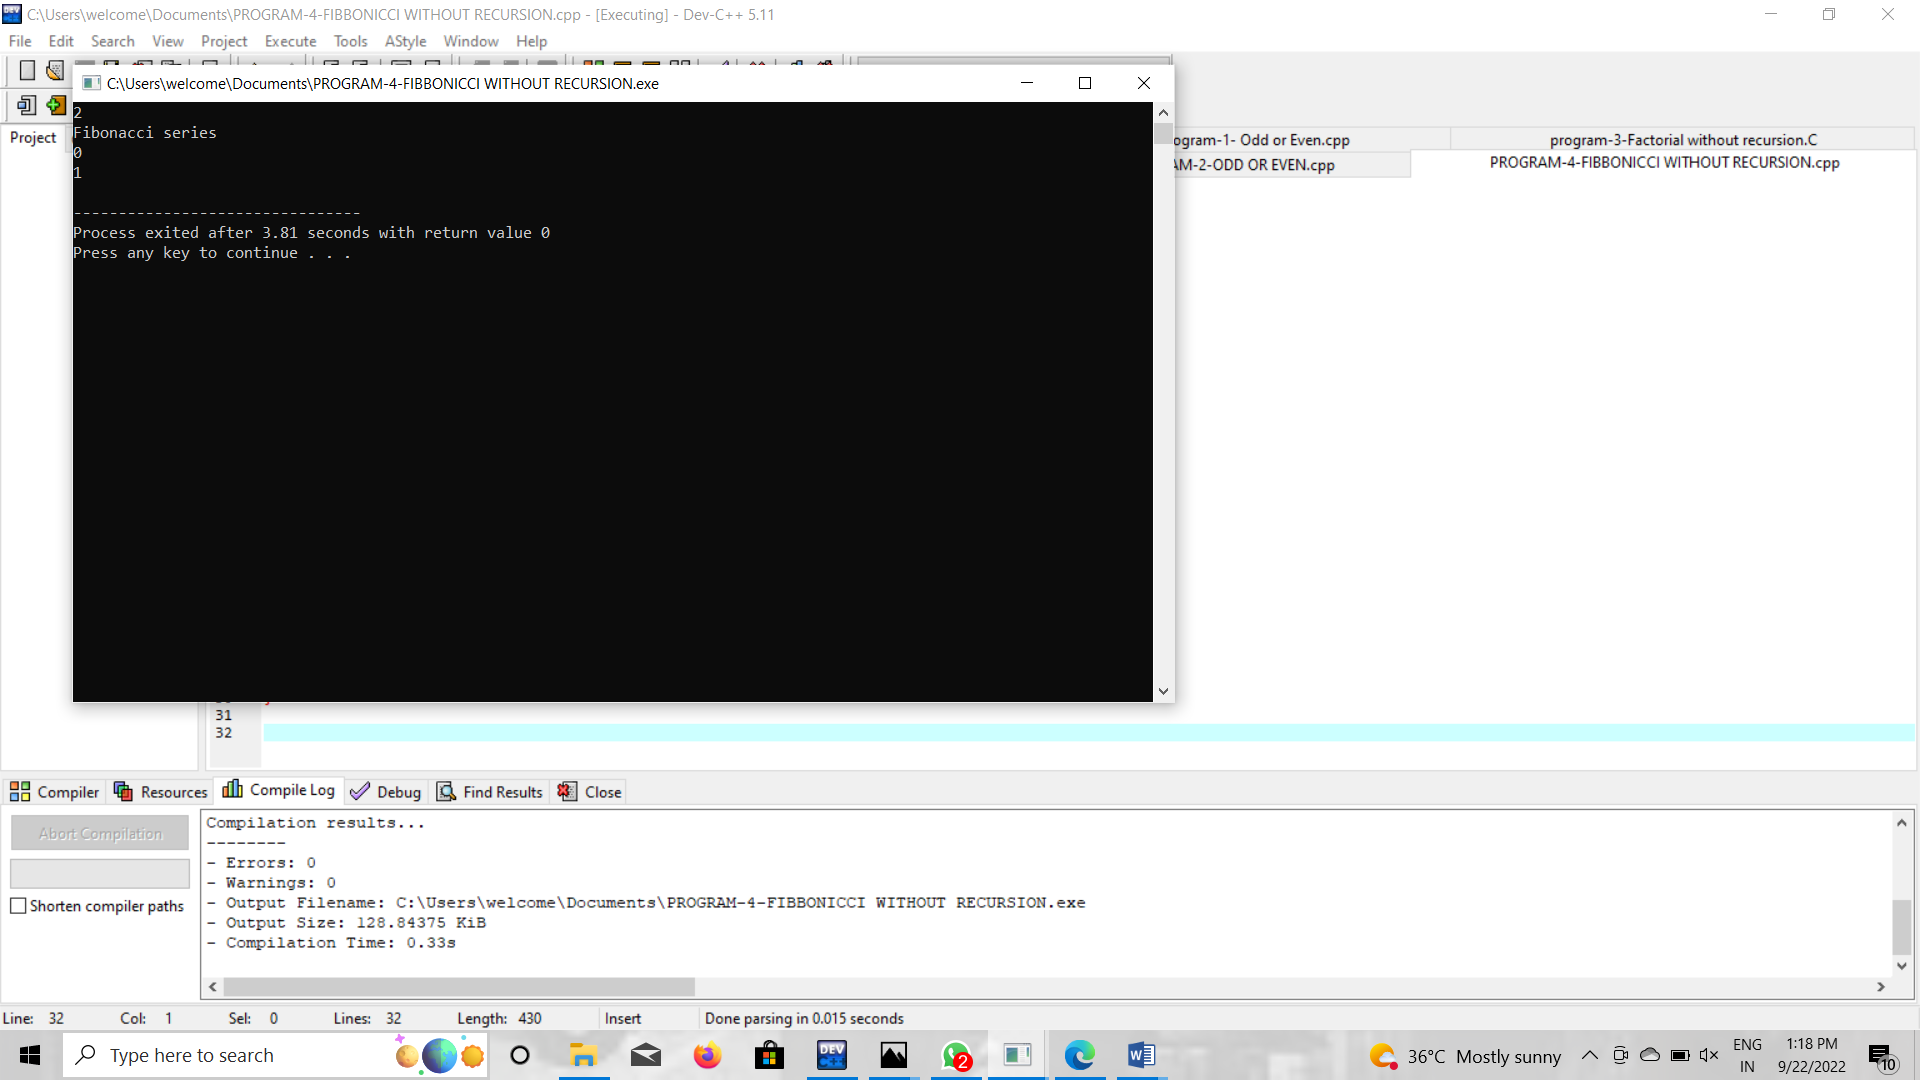 C:\Users\welcome\Documents\PROGRAM-4-FIBBONICCI WITHOUT RECURSION.cpp - [Executing] - Dev-C++ 5.11
File Edit Search View Project Execute Tools AStyle Window Help
C:\Users\welcome\Documents\PROGRAM-4-FIBBONICCI WITHOUT RECURSION.exe
2
Fibonacci series
0
1
--------------------------------
Process exited after 3.81 seconds with return value 0
Press any key to continue . . .
Project
ogram-1- Odd or Even.cpp program-3-Factorial without recursion.C
AM-2-ODD OR EVEN.cpp PROGRAM-4-FIBBONICCI WITHOUT RECURSION.cpp
31
32
Compiler Resources Compile Log Debug Find Results Close
Abort Compilation
Shorten compiler paths
Compilation results...
--------
- Errors: 0
- Warnings: 0
- Output Filename: C:\Users\welcome\Documents\PROGRAM-4-FIBBONICCI WITHOUT RECURSION.exe
- Output Size: 128.84375 KiB
- Compilation Time: 0.33s
Line: 32 Col: 1 Sel: 0 Lines: 32 Length: 430 Insert Done parsing in 0.015 seconds
Type here to search
DEV
2
36°C Mostly sunny
ENG
IN
1:18 PM
9/22/2022
10